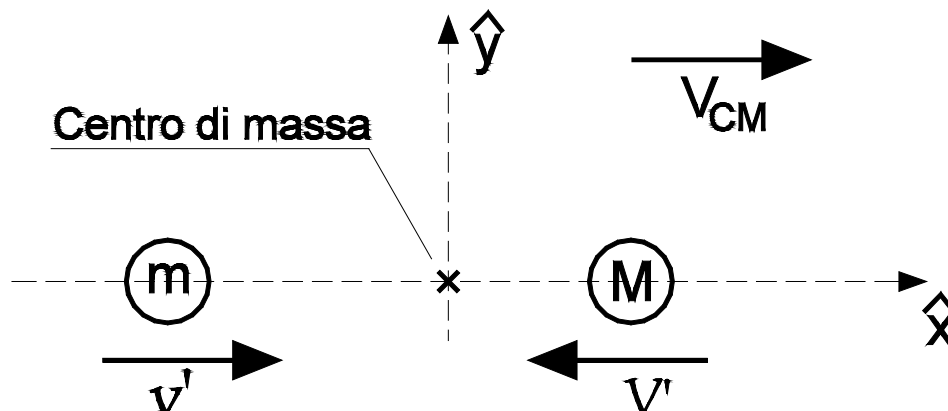 ŷ
V_CM
Centro di massa
m
M
x̂
v'
V'